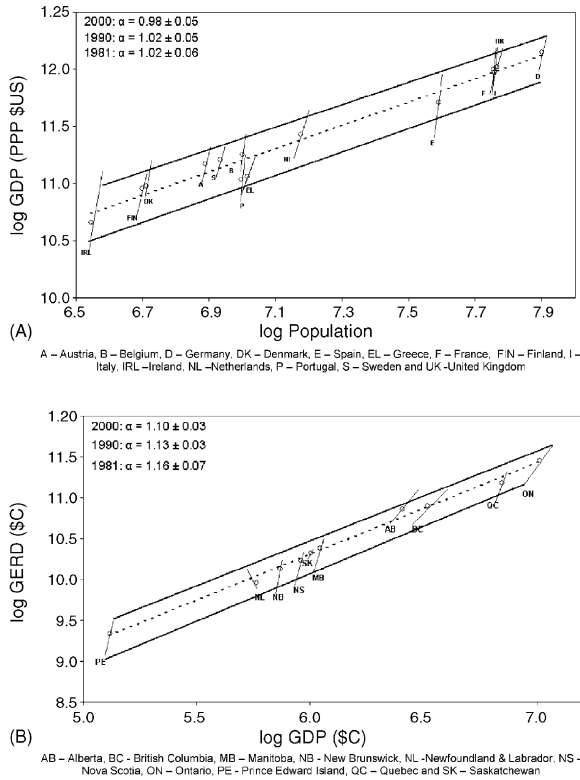 12.25
2000: α = 0.98 ± 0.05
1990: α = 1.02 ± 0.05
1981: α = 1.02 ± 0.06
UK
12.0
D
F
I
11.5
E
NI
T
A
S
B
EL
11.0
DK
P
FIN
10.5
IRL
10.0
log GDP (PPP $US)
6.5 6.7 6.9 7.1 7.3 7.5 7.7 7.9
(A)
log Population
A – Austria, B – Belgium, D – Germany, DK – Denmark, E – Spain, EL – Greece, F – France, FIN – Finland, I –
Italy, IRL –Ireland, NL –Netherlands, P – Portugal, S – Sweden and UK -United Kingdom
1.20
2000: α = 1.10 ± 0.03
1990: α = 1.13 ± 0.03
1981: α = 1.16 ± 0.07
11.5
11.0
ON
QC
AB
BC
10.5
SK
MB
10.0
NS
NL
NB
9.5
9.0
PE
8.5
log GERD ($C)
5.0 5.5 6.0 6.5 7.0
(B)
log GDP ($C)
AB – Alberta, BC - British Columbia, MB – Manitoba, NB - New Brunswick, NL -Newfoundland & Labrador, NS -
Nova Scotia, ON – Ontario, PE - Prince Edward Island, QC – Quebec and SK – Saskatchewan